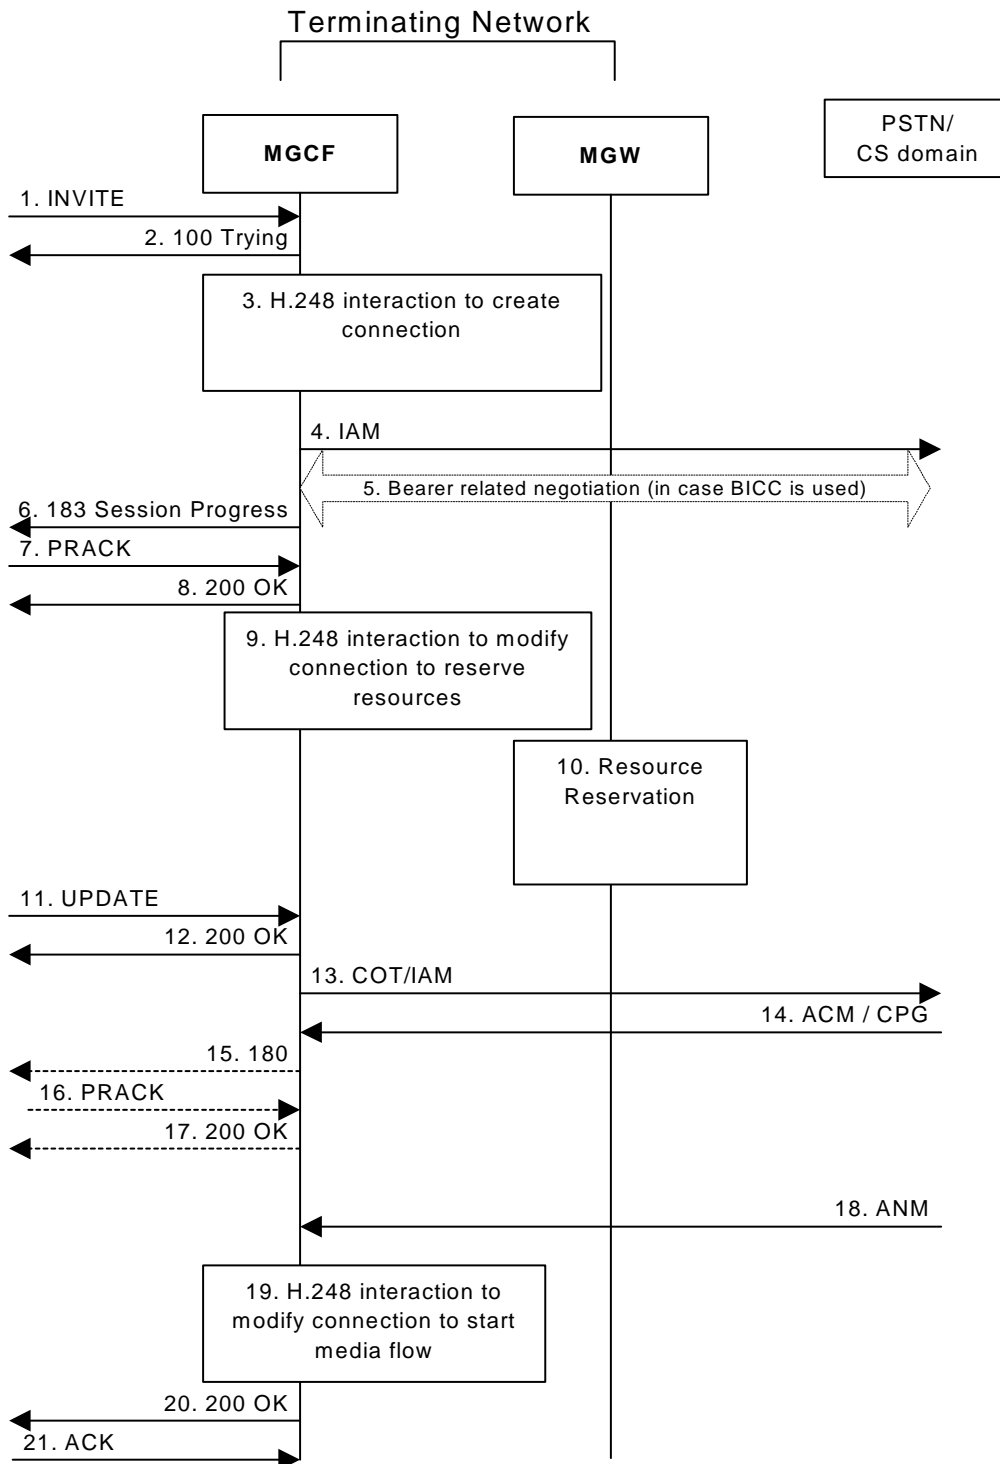 Terminating Network
MGCF
MGW
PSTN/
CS domain
1. INVITE
2. 100 Trying
3. H.248 interaction to create
connection
4. IAM
5. Bearer related negotiation (in case BICC is used)
6. 183 Session Progress
7. PRACK
8. 200 OK
9. H.248 interaction to modify
connection to reserve
resources
10. Resource
Reservation
11. UPDATE
12. 200 OK
13. COT/IAM
14. ACM / CPG
15. 180
16. PRACK
17. 200 OK
18. ANM
19. H.248 interaction to
modify connection to start
media flow
20. 200 OK
21. ACK